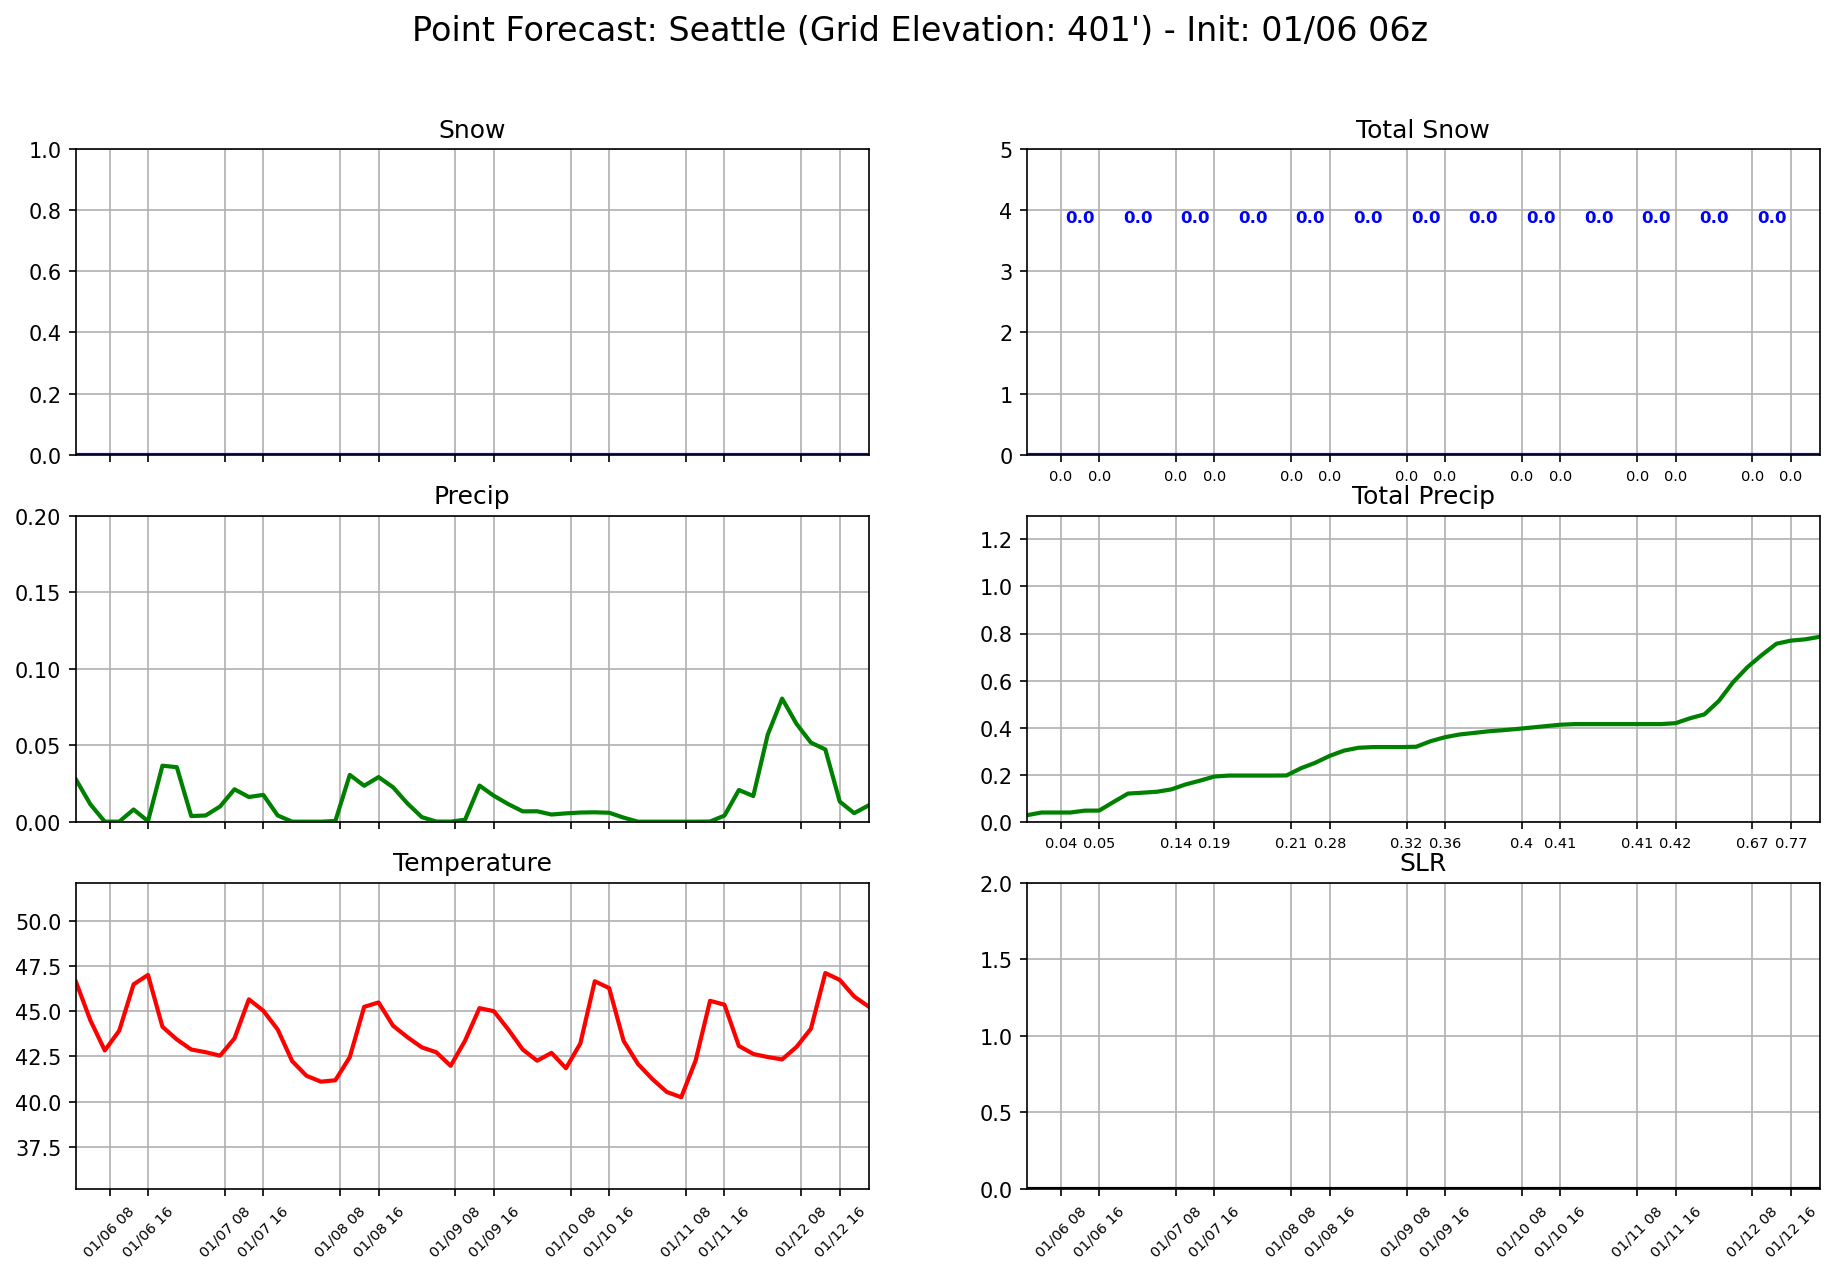 Point Forecast: Seattle (Grid Elevation: 401') - Init: 01/06 06z
Snow
1.0
0.8
0.6
0.4
0.2
0.0
Total Snow
5
4
3
2
1
0
0.0 0.0 0.0 0.0 0.0 0.0 0.0 0.0 0.0 0.0 0.0 0.0 0.0
0.0 0.0 0.0 0.0 0.0 0.0 0.0 0.0 0.0 0.0 0.0 0.0 0.0 0.0
Precip
0.20
0.15
0.10
0.05
0.00
Total Precip
1.2
1.0
0.8
0.6
0.4
0.2
0.0
0.04 0.05 0.14 0.19 0.21 0.28 0.32 0.36 0.4 0.41 0.41 0.42 0.67 0.77
Temperature
50.0
47.5
45.0
42.5
40.0
37.5
01/06 08 01/06 16 01/07 08 01/07 16 01/08 08 01/08 16 01/09 08 01/09 16 01/10 08 01/10 16 01/11 08 01/11 16 01/12 08 01/12 16
SLR
2.0
1.5
1.0
0.5
0.0
01/06 08 01/06 16 01/07 08 01/07 16 01/08 08 01/08 16 01/09 08 01/09 16 01/10 08 01/10 16 01/11 08 01/11 16 01/12 08 01/12 16